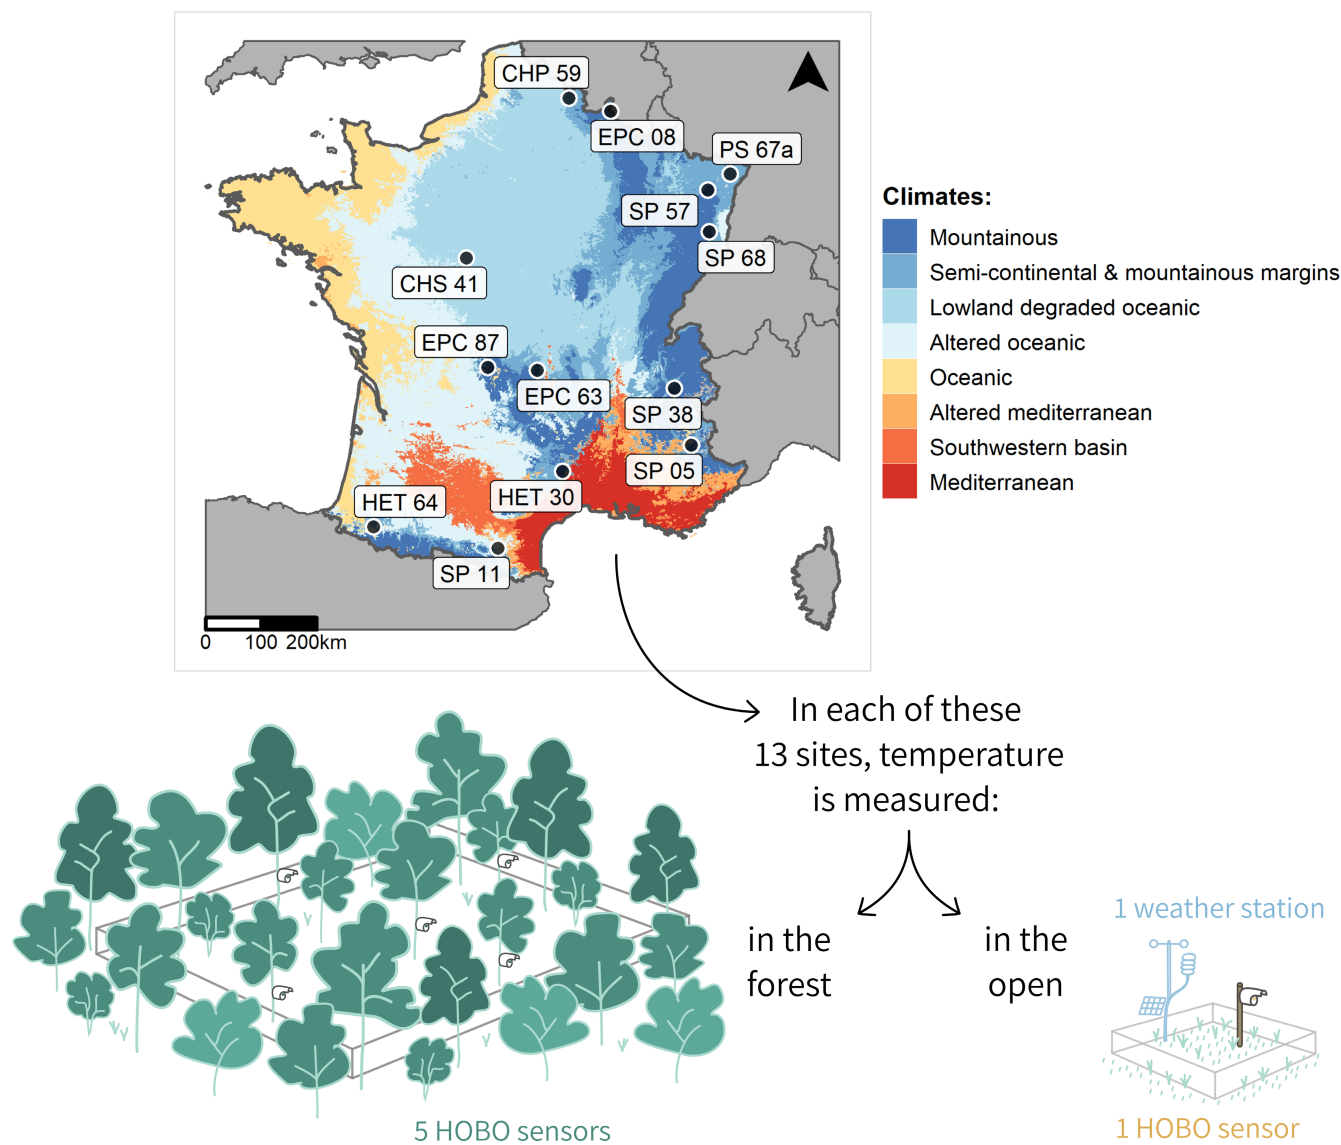 CHP 59
EPC 08
PS 67a
SP 57
SP 68
CHS 41
EPC 87
EPC 63
SP 38
SP 05
HET 30
HET 64
SP 11
0 100 200km
Climates:
Mountainous
Semi-continental & mountainous margins
Lowland degraded oceanic
Altered oceanic
Oceanic
Altered mediterranean
Southwestern basin
Mediterranean
In each of these
13 sites, temperature
is measured:
in the
forest
in the
open
1 weather station
5 HOBO sensors
1 HOBO sensor